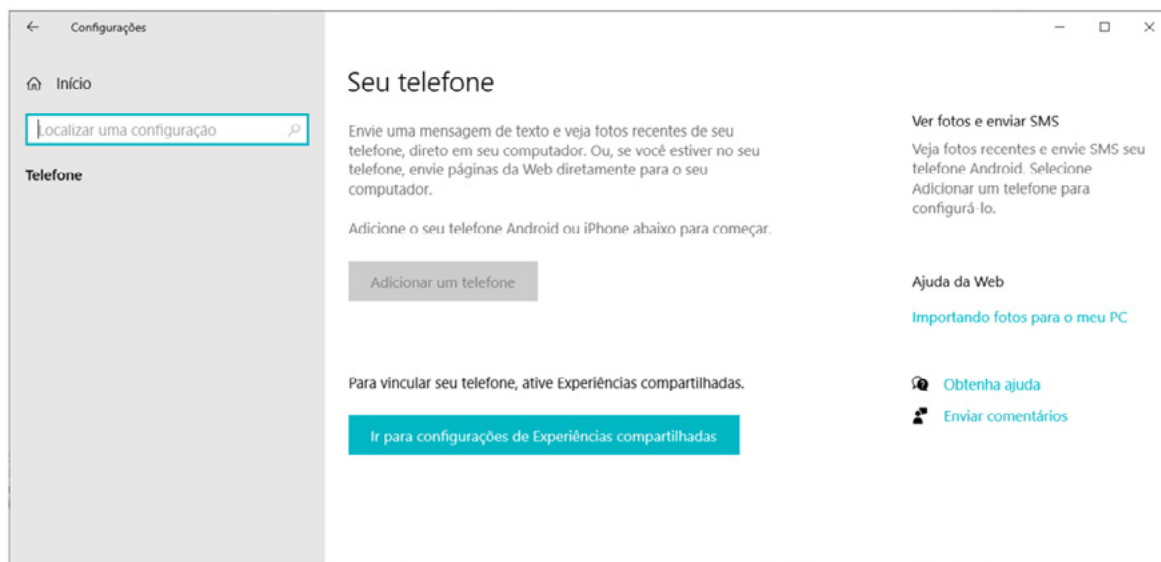 Configurações
Início
Localizar uma configuração
Telefone
Seu telefone
Envie uma mensagem de texto e veja fotos recentes de seu
telefone, direto em seu computador. Ou, se você estiver no seu
telefone, envie páginas da Web diretamente para o seu
computador.
Adicione o seu telefone Android ou iPhone abaixo para começar.
Adicionar um telefone
Para vincular seu telefone, ative Experiências compartilhadas.
Ir para configurações de Experiências compartilhadas
Ver fotos e enviar SMS
Veja fotos recentes e envie SMS seu
telefone Android. Selecione
Adicionar um telefone para
configurá-lo.
Ajuda da Web
Importando fotos para o meu PC
Obtenha ajuda
Enviar comentários